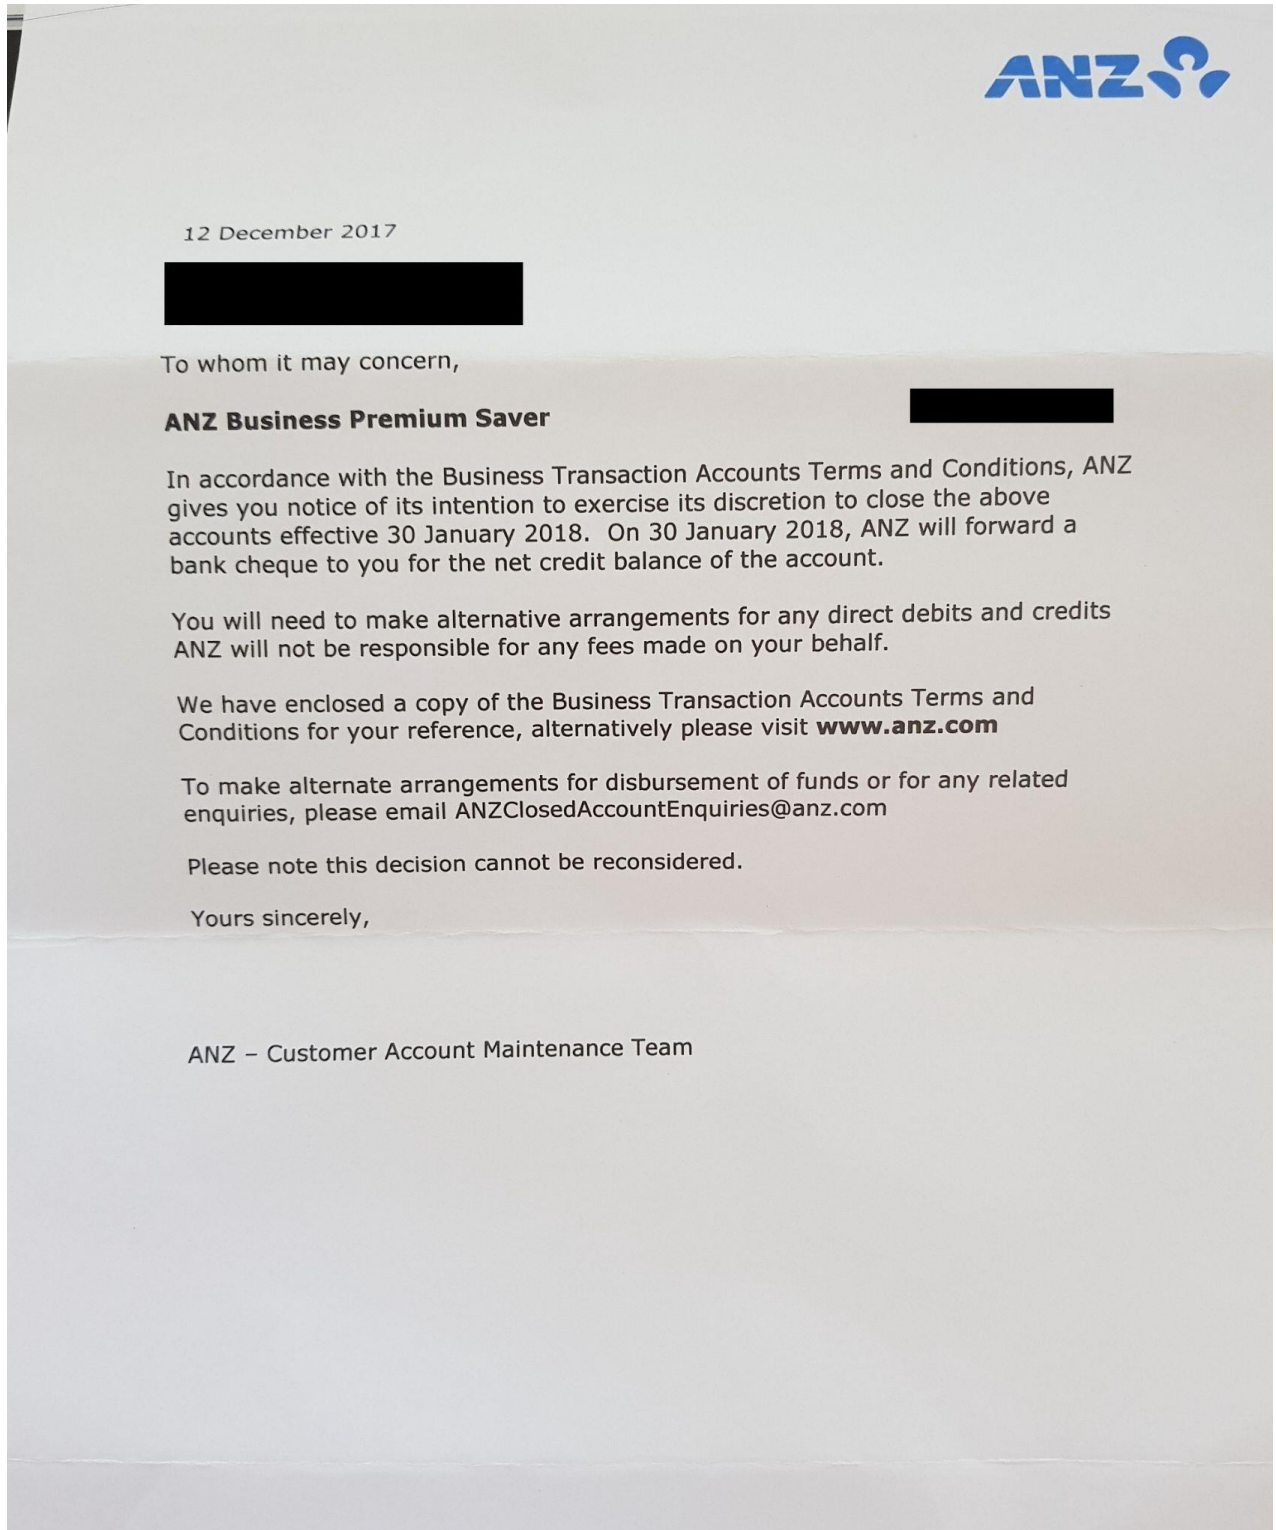 ANZ
12 December 2017
To whom it may concern,
ANZ Business Premium Saver
In accordance with the Business Transaction Accounts Terms and Conditions, ANZ
gives you notice of its intention to exercise its discretion to close the above
accounts effective 30 January 2018.  On 30 January 2018, ANZ will forward a
bank cheque to you for the net credit balance of the account.
You will need to make alternative arrangements for any direct debits and credits
ANZ will not be responsible for any fees made on your behalf.
We have enclosed a copy of the Business Transaction Accounts Terms and
Conditions for your reference, alternatively please visit www.anz.com
To make alternate arrangements for disbursement of funds or for any related
enquiries, please email ANZClosedAccountEnquiries@anz.com
Please note this decision cannot be reconsidered.
Yours sincerely,
ANZ – Customer Account Maintenance Team